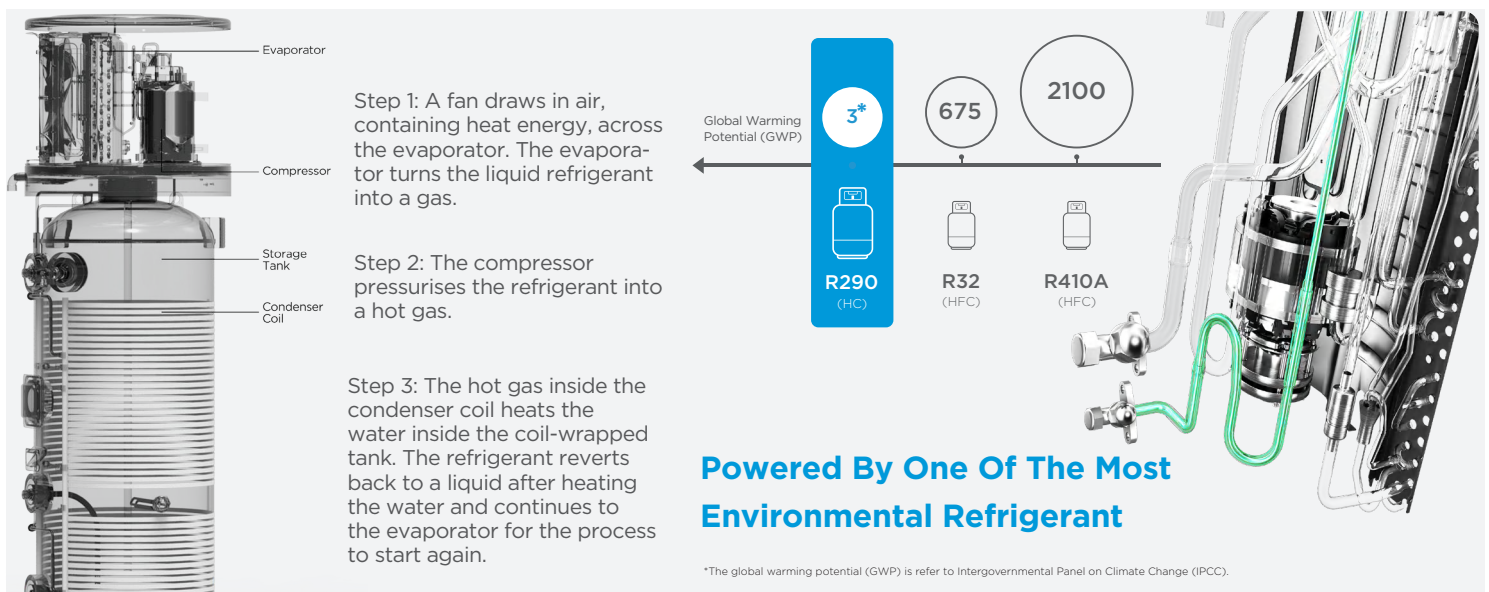 Evaporator
Compressor
Storage
Tank
Condenser
Coil
Step 1: A fan draws in air,
containing heat energy, across
the evaporator. The evapora-
tor turns the liquid refrigerant
into a gas.
Step 2: The compressor
pressurises the refrigerant into
a hot gas.
Step 3: The hot gas inside the
condenser coil heats the
water inside the coil-wrapped
tank. The refrigerant reverts
back to a liquid after heating
the water and continues to
the evaporator for the process
to start again.
Global Warming
Potential (GWP)
3*
675
2100
R290
(HC)
R32
(HFC)
R410A
(HFC)
Powered By One Of The Most
Environmental Refrigerant
*The global warming potential (GWP) is refer to Intergovernmental Panel on Climate Change (IPCC).